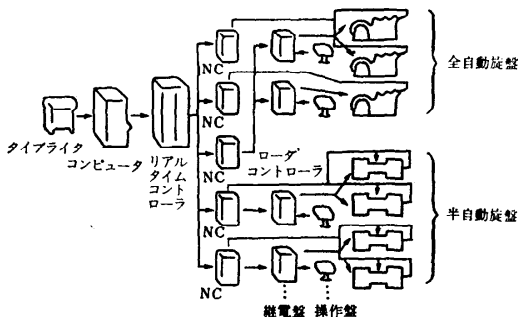 NC
全自動旋盤
NC
タイプライタ
コンピュータ
リアル
タイム
コント
ローラ
NC
ローダ
コントローラ
NC
半自動旋盤
NC
継電盤
操作盤